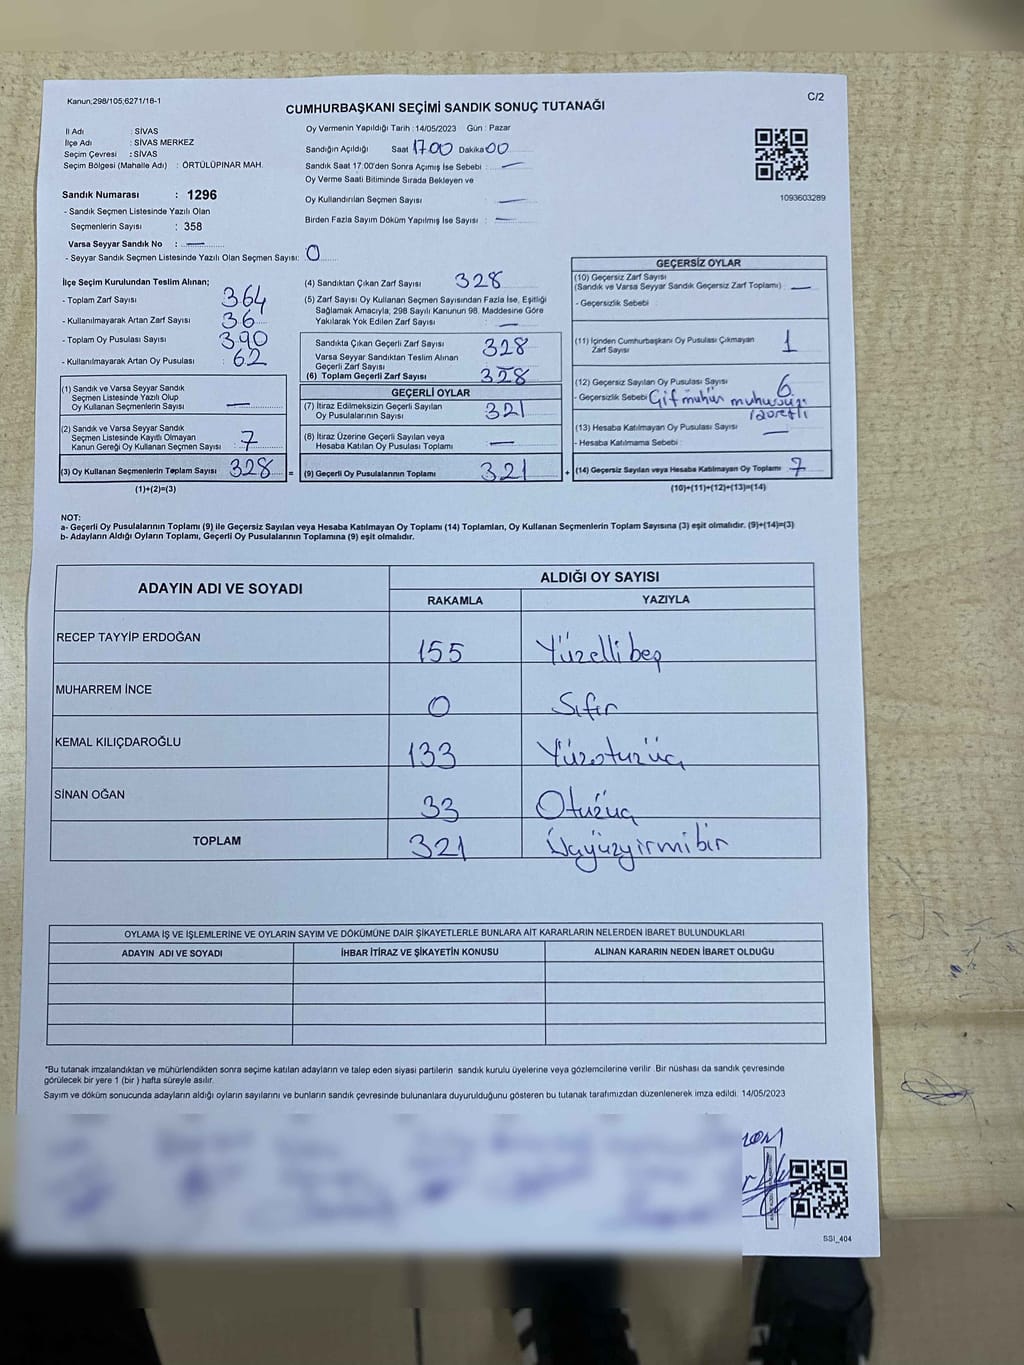 Kanun;298/105;6271/18-1
C/2
CUMHURBAŞKANI SEÇİMİ SANDIK SONUÇ TUTANAĞI
İl Adı : SİVAS
İlçe Adı : SİVAS MERKEZ
Seçim Çevresi : SİVAS
Seçim Bölgesi (Mahalle Adı) : ÖRTÜLÜPINAR MAH.
Sandık Numarası : 1296
- Sandık Seçmen Listesinde Yazılı Olan
Seçmenlerin Sayısı : 358
Varsa Seyyar Sandık No : —
- Seyyar Sandık Seçmen Listesinde Yazılı Olan Seçmen Sayısı: 0
Oy Vermenin Yapıldığı Tarih : 14/05/2023 Gün : Pazar
Sandığın Açıldığı Saat 17.00 Dakika 00
Sandık Saat 17:00'den Sonra Açımış İse Sebebi : —
Oy Verme Saati Bitiminde Sırada Bekleyen ve
Oy Kullandırılan Seçmen Sayısı : —
Birden Fazla Sayım Döküm Yapılmış İse Sayısı : —
1093603289
İlçe Seçim Kurulundan Teslim Alınan;
- Toplam Zarf Sayısı : 364
- Kullanılmayarak Artan Zarf Sayısı : 36
- Toplam Oy Pusulası Sayısı : 390
- Kullanılmayarak Artan Oy Pusulası : 62
(1) Sandık ve Varsa Seyyar Sandık
Seçmen Listesinde Yazılı Olup
Oy Kullanan Seçmenlerin Sayısı : —
(2) Sandık ve Varsa Seyyar Sandık
Seçmen Listesinde Kayıtlı Olmayan
Kanun Gereği Oy Kullanan Seçmen Sayısı : 7
(3) Oy Kullanan Seçmenlerin Toplam Sayısı : 328 =
(1)+(2)=(3)
(4) Sandıktan Çıkan Zarf Sayısı : 328
(5) Zarf Sayısı Oy Kullanan Seçmen Sayısından Fazla İse, Eşitliği
Sağlamak Amacıyla; 298 Sayılı Kanunun 98. Maddesine Göre
Yakılarak Yok Edilen Zarf Sayısı : —
Sandıkta Çıkan Geçerli Zarf Sayısı : 328
Varsa Seyyar Sandıktan Teslim Alınan
Geçerli Zarf Sayısı :
(6) Toplam Geçerli Zarf Sayısı : 328
GEÇERLİ OYLAR
(7) İtiraz Edilmeksizin Geçerli Sayılan
Oy Pusulalarının Sayısı : 321
(8) İtiraz Üzerine Geçerli Sayılan veya
Hesaba Katılan Oy Pusulası Toplamı : —
(9) Geçerli Oy Pusulalarının Toplamı : 321 +
GEÇERSİZ OYLAR
(10) Geçersiz Zarf Sayısı
(Sandık ve Varsa Seyyar Sandık Geçersiz Zarf Toplamı) : —
- Geçersizlik Sebebi :
(11) İçinden Cumhurbaşkanı Oy Pusulası Çıkmayan
Zarf Sayısı : 1
(12) Geçersiz Sayılan Oy Pusulası Sayısı : 6
- Geçersizlik Sebebi
(13) Hesaba Katılmayan Oy Pusulası Sayısı : —
- Hesaba Katılmama Sebebi :
(14) Geçersiz Sayılan veya Hesaba Katılmayan Oy Toplamı : 7
(10)+(11)+(12)+(13)=(14)
NOT:
a- Geçerli Oy Pusulalarının Toplamı (9) ile Geçersiz Sayılan veya Hesaba Katılmayan Oy Toplamı (14) Toplamları, Oy Kullanan Seçmenlerin Toplam Sayısına (3) eşit olmalıdır. (9)+(14)=(3)
b- Adayların Aldığı Oyların Toplamı, Geçerli Oy Pusulalarının Toplamına (9) eşit olmalıdır.
ADAYIN ADI VE SOYADI
ALDIĞI OY SAYISI
RAKAMLA YAZIYLA
RECEP TAYYİP ERDOĞAN 155 Yüzellibeş
MUHARREM İNCE 0 Sıfır
KEMAL KILIÇDAROĞLU 133 Yüzotuzüç
SİNAN OĞAN 33 Otuzüç
TOPLAM 321 Üçyüzyirmibir
OYLAMA İŞ VE İŞLEMLERİNE VE OYLARIN SAYIM VE DÖKÜMÜNE DAİR ŞİKAYETLERLE BUNLARA AİT KARARLARIN NELERDEN İBARET BULUNDUKLARI
ADAYIN ADI VE SOYADI İHBAR İTİRAZ VE ŞİKAYETİN KONUSU ALINAN KARARIN NEDEN İBARET OLDUĞU
*Bu tutanak imzalandıktan ve mühürlendikten sonra seçime katılan adayların ve talep eden siyasi partilerin sandık kurulu üyelerine veya gözlemcilerine verilir. Bir nüshası da sandık çevresinde
görülecek bir yere 1 (bir ) hafta süreyle asılır.
Sayım ve döküm sonucunda adayların aldığı oyların sayılarını ve bunların sandık çevresinde bulunanlara duyurulduğunu gösteren bu tutanak tarafımızdan düzenlenerek imza edildi. 14/05/2023
SSI_404